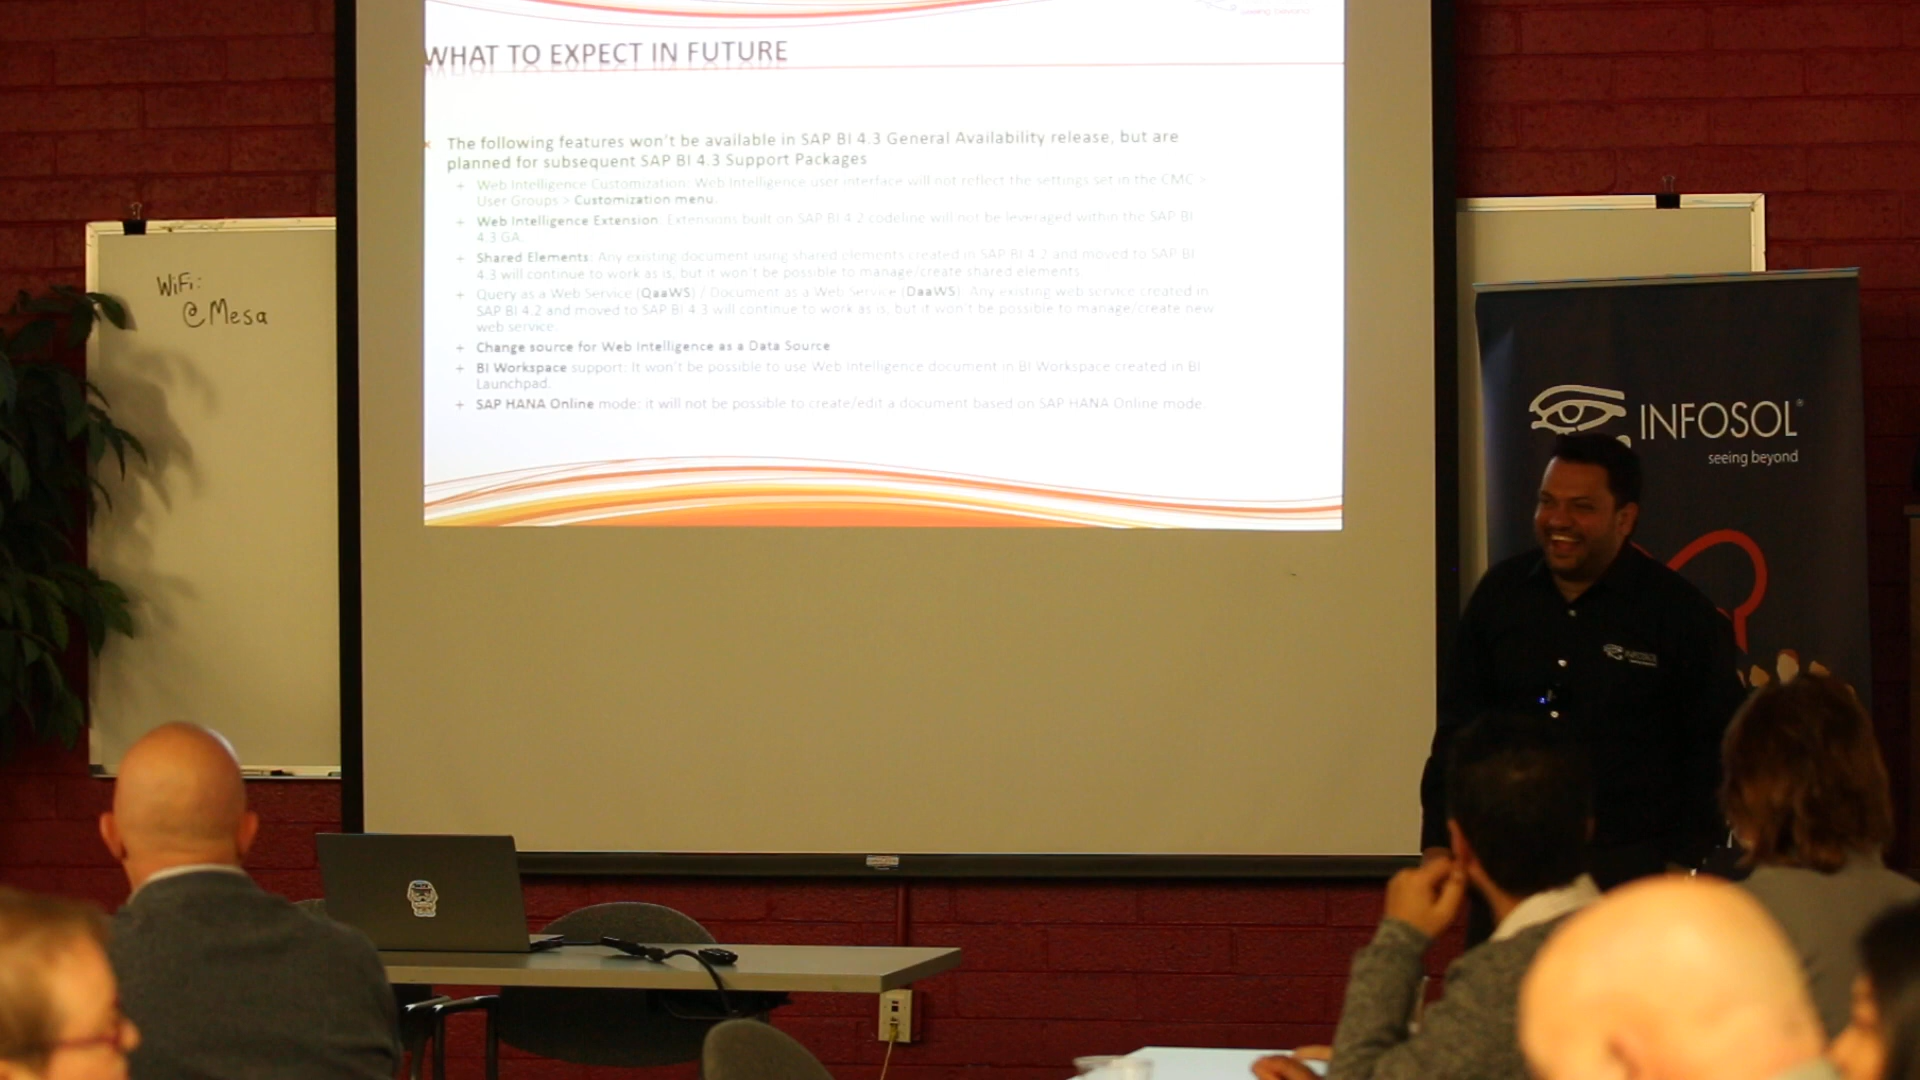 seeing beyond
WHAT TO EXPECT IN FUTURE
The following features won't be available in SAP BI 4.3 General Availability release, but are
planned for subsequent SAP BI 4.3 Support Packages
+ Web Intelligence Customization: Web Intelligence user interface will not reflect the settings set in the CMC >
User Groups > Customization menu.
+ Web Intelligence Extension: Extensions built on SAP BI 4.2 codeline will not be leveraged within the SAP BI
4.3 GA.
+ Shared Elements: Any existing document using shared elements created in SAP BI 4.2 and moved to SAP BI
4.3 will continue to work as is, but it won't be possible to manage/create shared elements.
+ Query as a Web Service (QaaWS) / Document as a Web Service (DaaWS): Any existing web service created in
SAP BI 4.2 and moved to SAP BI 4.3 will continue to work as is, but it won't be possible to manage/create new
web service.
+ Change source for Web Intelligence as a Data Source
+ BI Workspace support: It won't be possible to use Web Intelligence document in BI Workspace created in BI
Launchpad.
+ SAP HANA Online mode: it will not be possible to create/edit a document based on SAP HANA Online mode.
WiFi:
@Mesa
INFOSOL®
seeing beyond
INFOSOL